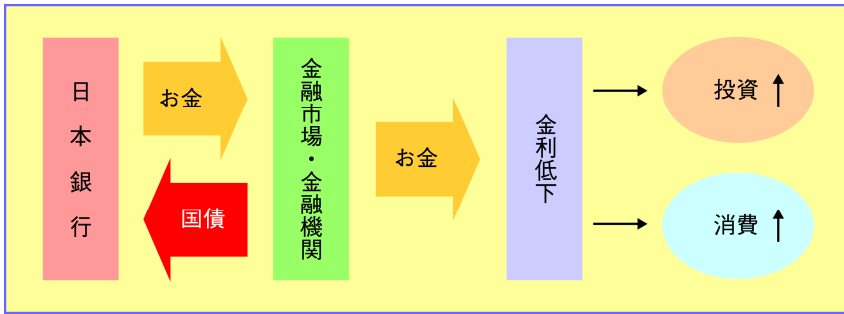 日本銀行
お金
国債
金融市場・金融機関
お金
金利低下
投資↑
消費↑